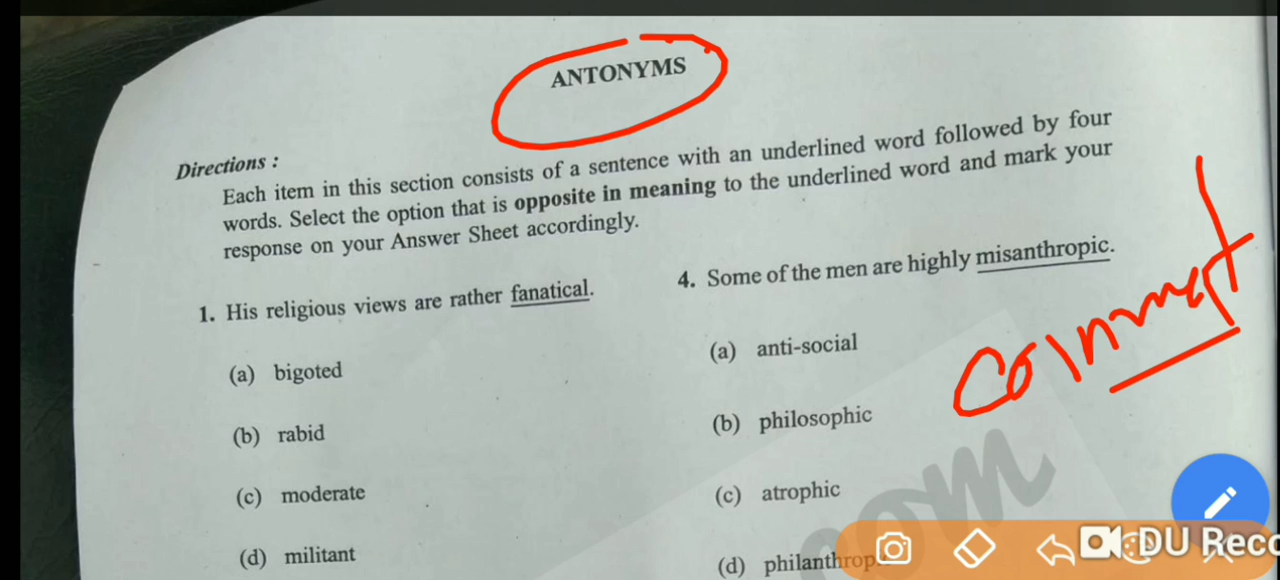 ANTONYMS
Directions :
Each item in this section consists of a sentence with an underlined word followed by four
words. Select the option that is opposite in meaning to the underlined word and mark your
response on your Answer Sheet accordingly.
1. His religious views are rather fanatical.
(a) bigoted
(b) rabid
(c) moderate
(d) militant
4. Some of the men are highly misanthropic.
(a) anti-social
(b) philosophic
(c) atrophic
(d) philanthrop
comment
com
DU Reco